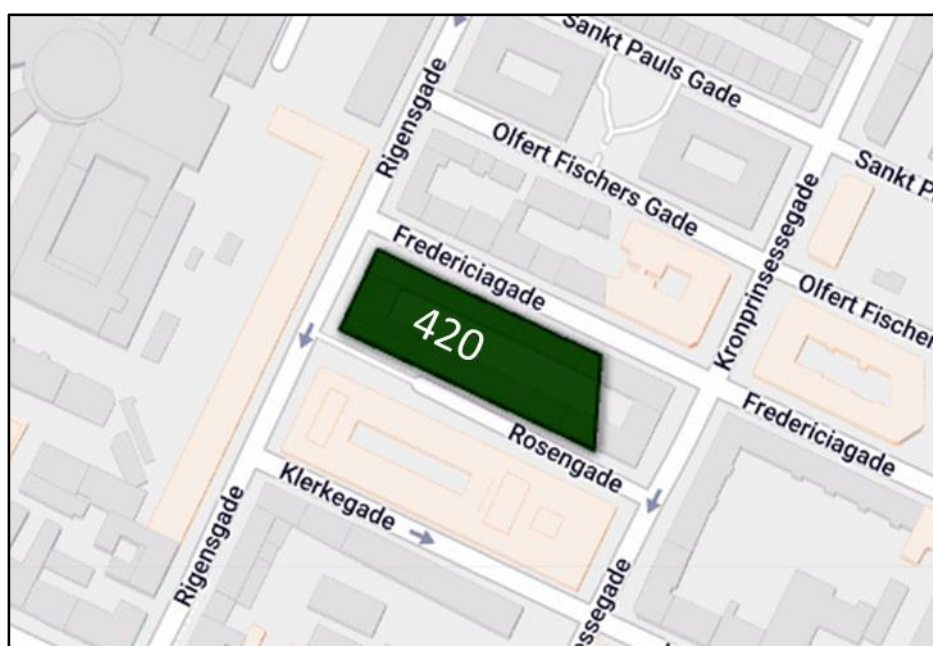 Sankt Pauls Gade
Rigensgade
Olfert Fischers Gade
Sankt P
Kronprinsessegade
Fredericiagade
Olfert Fischer
420
Fredericiagade
Rosengade
Klerkegade
Rigensgade
ssegade